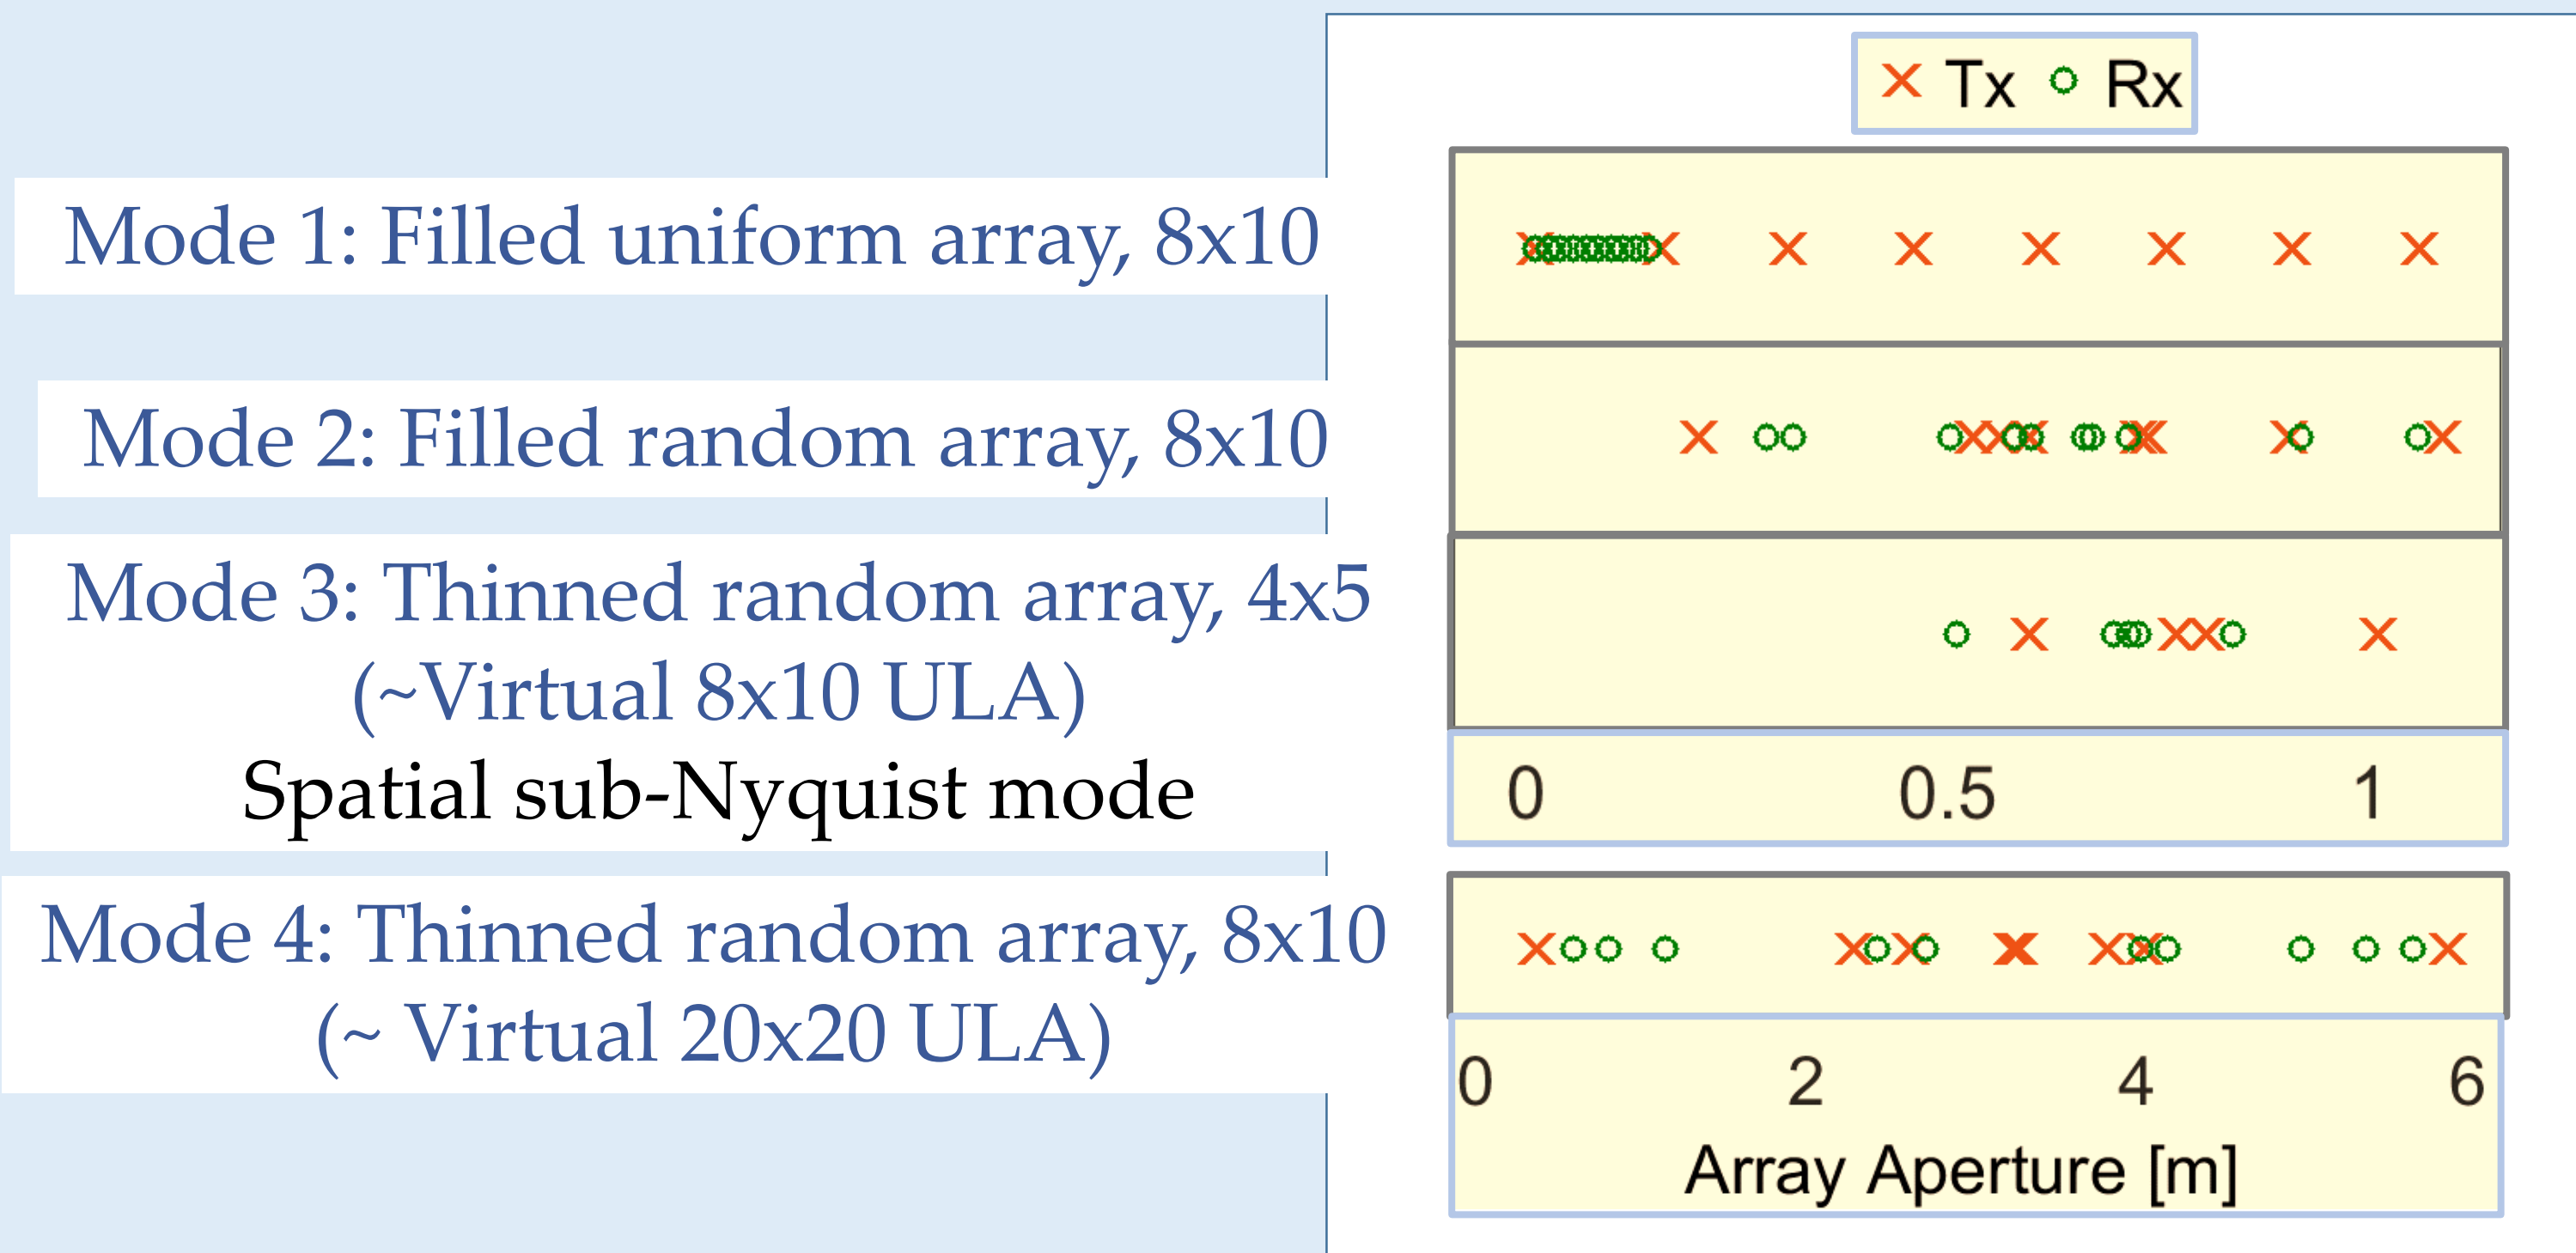 Tx Rx
Mode 1: Filled uniform array, 8x10
Mode 2: Filled random array, 8x10
Mode 3: Thinned random array, 4x5
(~Virtual 8x10 ULA)
Spatial sub-Nyquist mode
0 0.5 1
Mode 4: Thinned random array, 8x10
(~ Virtual 20x20 ULA)
0 2 4 6
Array Aperture [m]